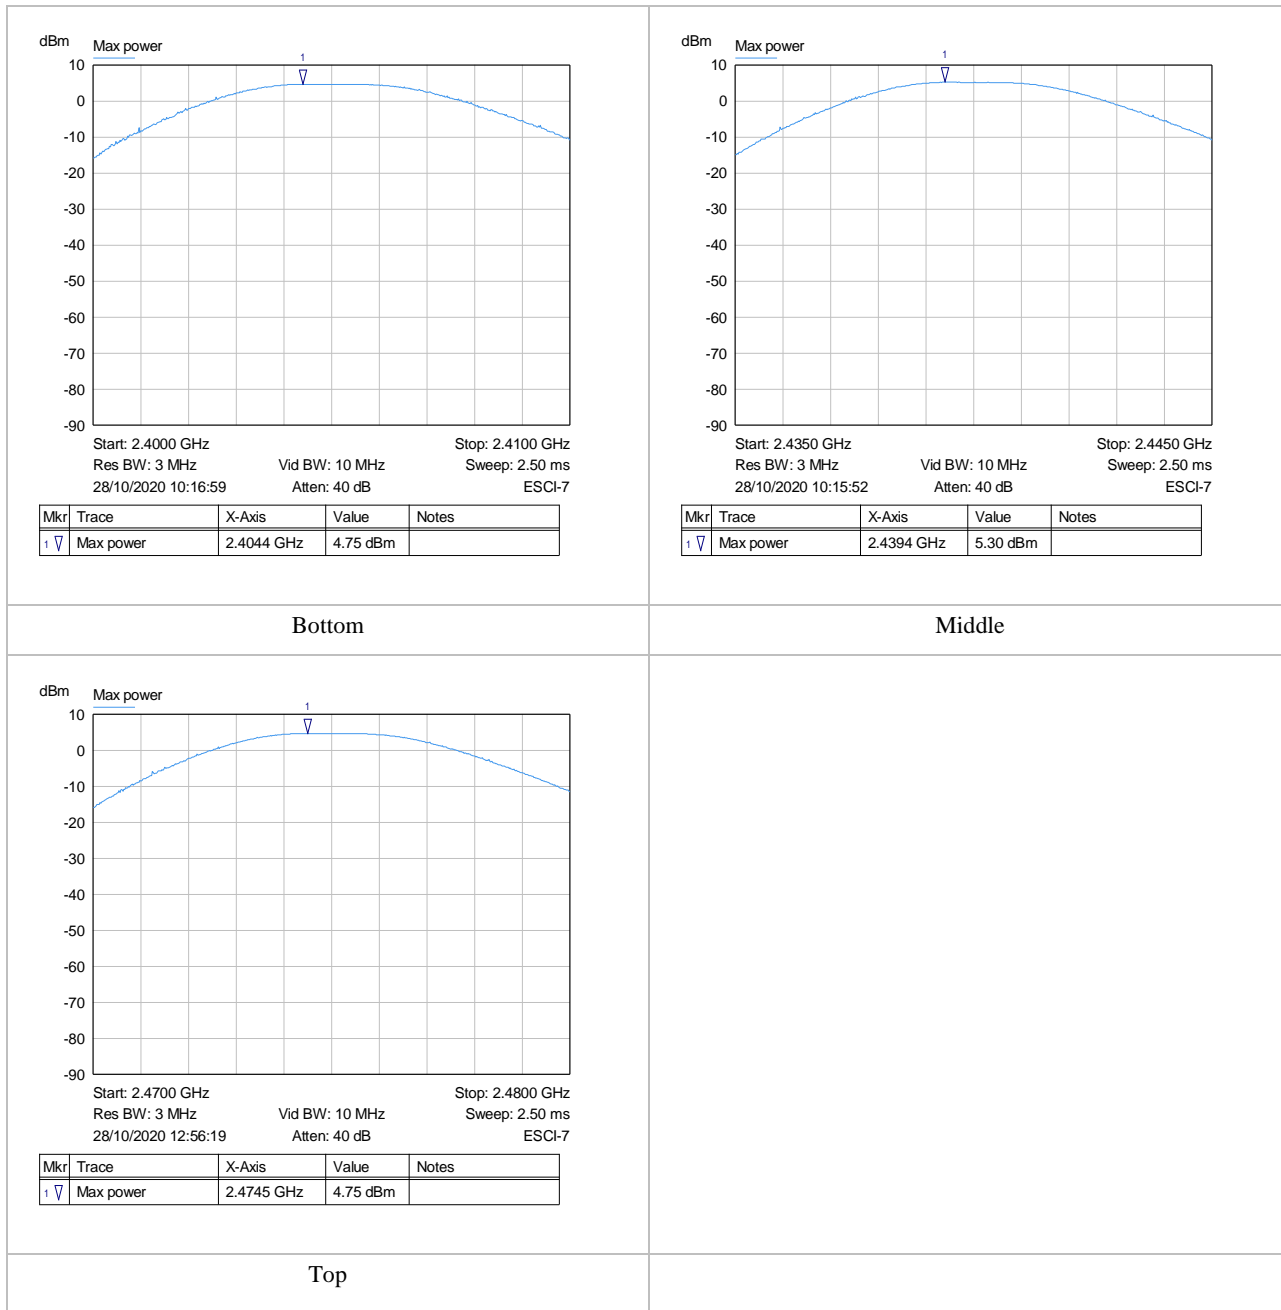 dBm Max power
1
10
0
-10
-20
-30
-40
-50
-60
-70
-80
-90
Start: 2.4000 GHz Stop: 2.4100 GHz
Res BW: 3 MHz Vid BW: 10 MHz Sweep: 2.50 ms
28/10/2020 10:16:59 Atten: 40 dB ESCI-7
Mkr Trace X-Axis Value Notes
1 Max power 2.4044 GHz 4.75 dBm
Bottom
dBm Max power
1
10
0
-10
-20
-30
-40
-50
-60
-70
-80
-90
Start: 2.4350 GHz Stop: 2.4450 GHz
Res BW: 3 MHz Vid BW: 10 MHz Sweep: 2.50 ms
28/10/2020 10:15:52 Atten: 40 dB ESCI-7
Mkr Trace X-Axis Value Notes
1 Max power 2.4394 GHz 5.30 dBm
Middle
dBm Max power
1
10
0
-10
-20
-30
-40
-50
-60
-70
-80
-90
Start: 2.4700 GHz Stop: 2.4800 GHz
Res BW: 3 MHz Vid BW: 10 MHz Sweep: 2.50 ms
28/10/2020 12:56:19 Atten: 40 dB ESCI-7
Mkr Trace X-Axis Value Notes
1 Max power 2.4745 GHz 4.75 dBm
Top